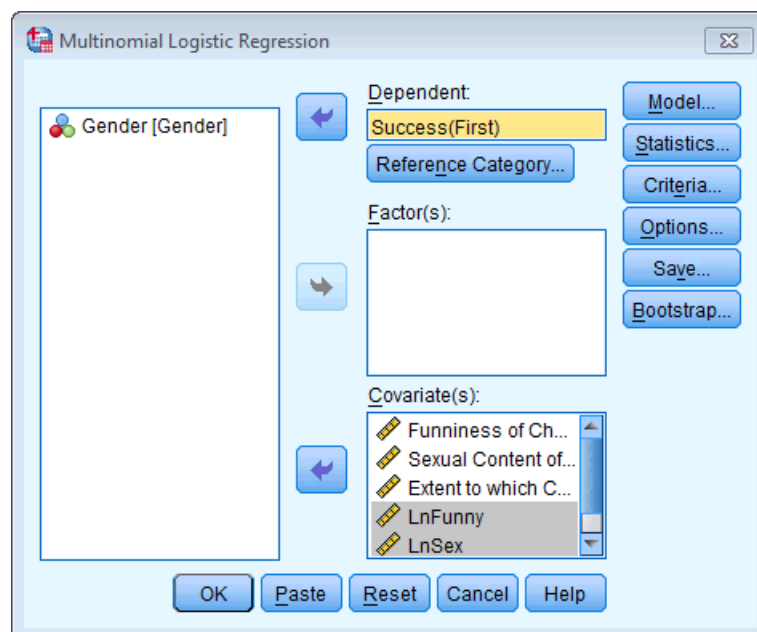 Multinomial Logistic Regression
Gender [Gender]
Dependent:
Success(First)
Reference Category...
Factor(s):
Covariate(s):
Funniness of Ch...
Sexual Content of...
Extent to which C...
LnFunny
LnSex
Model...
Statistics...
Criteria...
Options...
Save...
Bootstrap...
OK Paste Reset Cancel Help